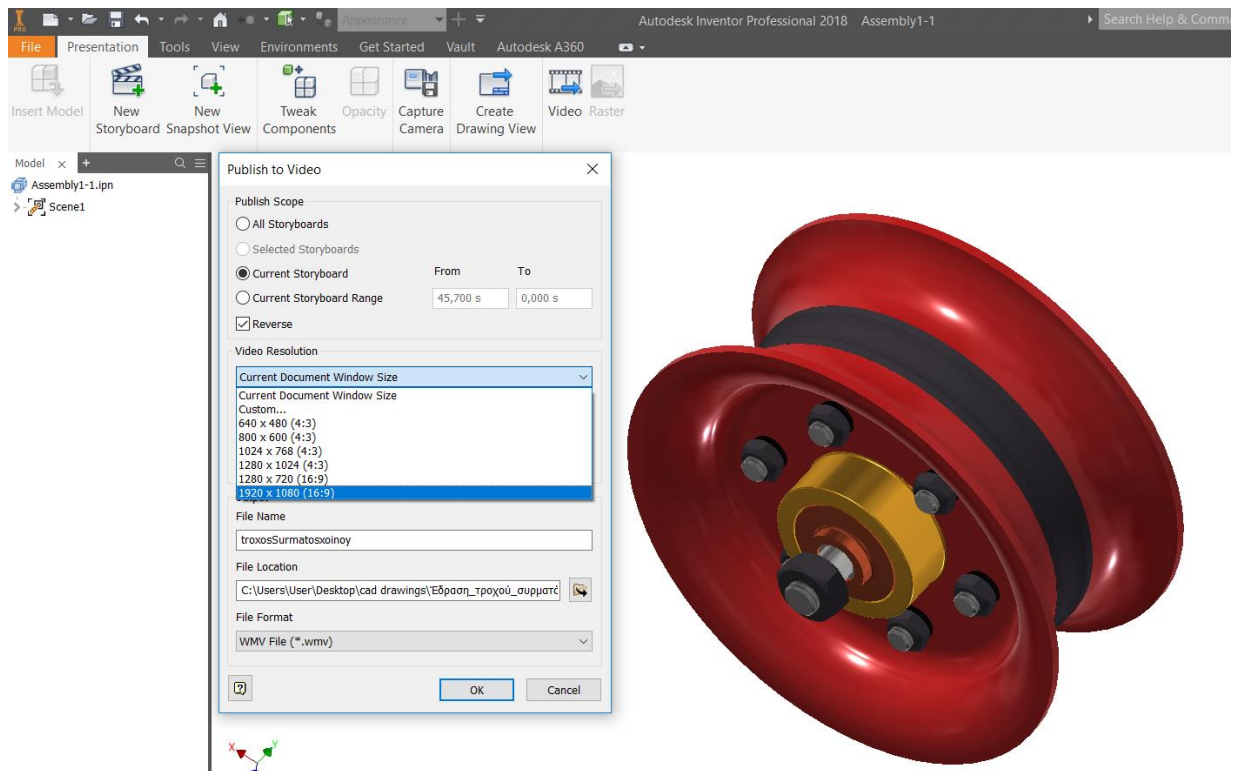 PRO
Appearance
Autodesk Inventor Professional 2018 Assembly1-1
Search Help & Comma
File Presentation Tools View Environments Get Started Vault Autodesk A360
Insert Model
New Storyboard
New Snapshot View
Tweak Components
Opacity
Capture Camera
Create Drawing View
Video
Raster
Model
Assembly1-1.ipn
Scene1
Publish to Video
Publish Scope
All Storyboards
Selected Storyboards
Current Storyboard From To
Current Storyboard Range 45,700 s 0,000 s
Reverse
Video Resolution
Current Document Window Size
Current Document Window Size
Custom...
640 x 480 (4:3)
800 x 600 (4:3)
1024 x 768 (4:3)
1280 x 1024 (4:3)
1280 x 720 (16:9)
1920 x 1080 (16:9)
File Name
troxosSurmatosxoinoy
File Location
C:\Users\User\Desktop\cad drawings\Έδραση_τροχού_συρματό
File Format
WMV File (*.wmv)
OK Cancel
X Y